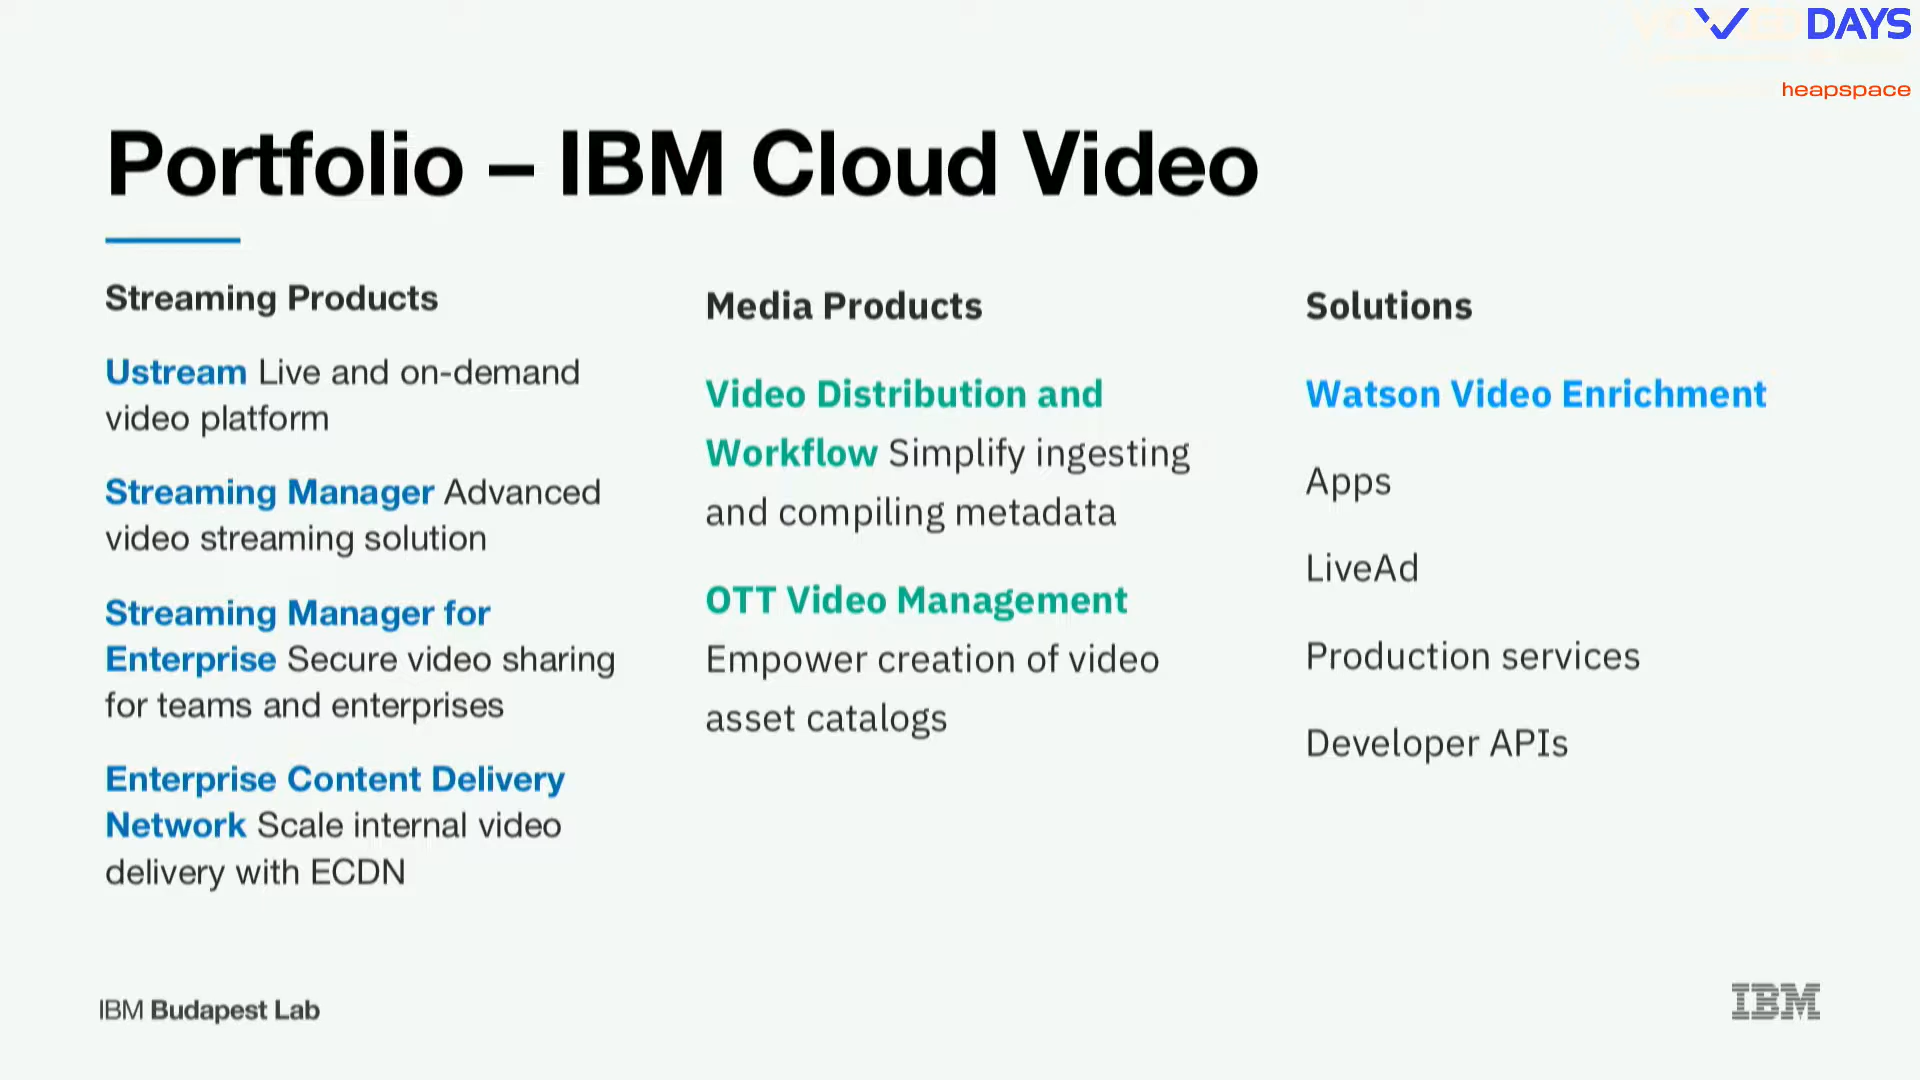 DAYS
heapspace
Portfolio – IBM Cloud Video
Streaming Products
Ustream Live and on-demand
video platform
Streaming Manager Advanced
video streaming solution
Streaming Manager for
Enterprise Secure video sharing
for teams and enterprises
Enterprise Content Delivery
Network Scale internal video
delivery with ECDN
Media Products
Video Distribution and
Workflow Simplify ingesting
and compiling metadata
OTT Video Management
Empower creation of video
asset catalogs
Solutions
Watson Video Enrichment
Apps
LiveAd
Production services
Developer APIs
IBM Budapest Lab
IBM